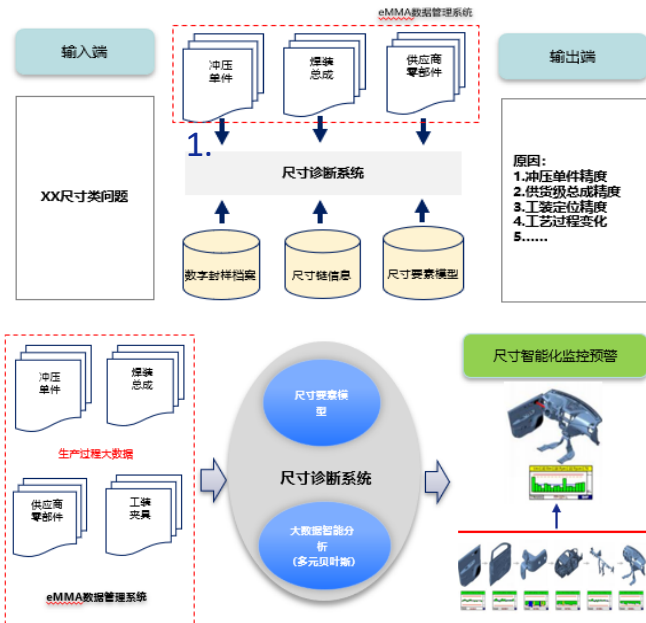 eMMA数据管理系统
输入端
冲压
单件
焊装
总成
供应商
零部件
输出端
1.
尺寸诊断系统
XX尺寸类问题
原因:
1.冲压单件精度
2.供货级总成精度
3.工装定位精度
4.工艺过程变化
5......
数字封样档案
尺寸链信息
尺寸要素模型
冲压
单件
焊装
总成
生产过程大数据
供应商
零部件
工装
夹具
eMMA数据管理系统
尺寸要素模
型
尺寸诊断系统
大数据智能分
析
(多元贝叶斯)
尺寸智能化监控预警